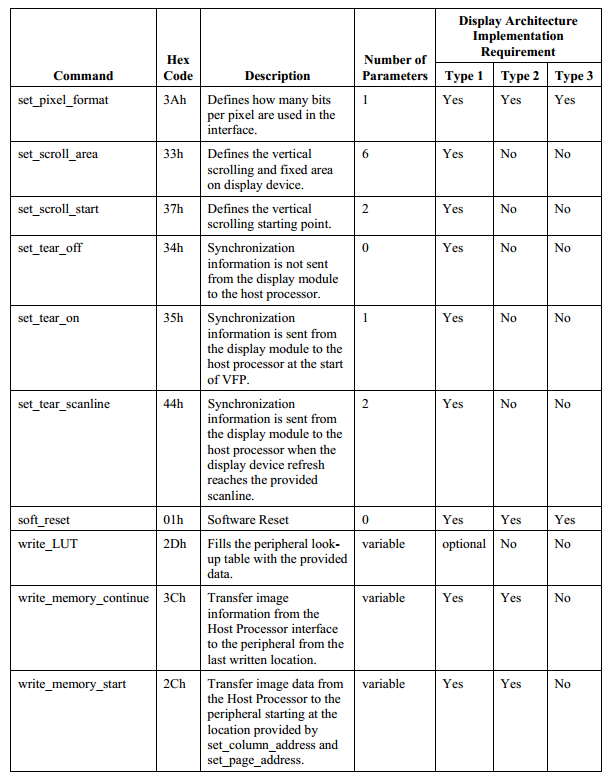 Display Architecture
Implementation
Requirement
Command Hex Code Description Number of Parameters Type 1 Type 2 Type 3
set_pixel_format 3Ah Defines how many bits 1 Yes Yes Yes
per pixel are used in the
interface.
set_scroll_area 33h Defines the vertical 6 Yes No No
scrolling and fixed area
on display device.
set_scroll_start 37h Defines the vertical 2 Yes No No
scrolling starting point.
set_tear_off 34h Synchronization 0 Yes No No
information is not sent
from the display module
to the host processor.
set_tear_on 35h Synchronization 1 Yes No No
information is sent from
the display module to the
host processor at the start
of VFP.
set_tear_scanline 44h Synchronization 2 Yes No No
information is sent from
the display module to the
host processor when the
display device refresh
reaches the provided
scanline.
soft_reset 01h Software Reset 0 Yes Yes Yes
write_LUT 2Dh Fills the peripheral look- variable optional No No
up table with the provided
data.
write_memory_continue 3Ch Transfer image variable Yes Yes No
information from the
Host Processor interface
to the peripheral from the
last written location.
write_memory_start 2Ch Transfer image data from variable Yes Yes No
the Host Processor to the
peripheral starting at the
location provided by
set_column_address and
set_page_address.